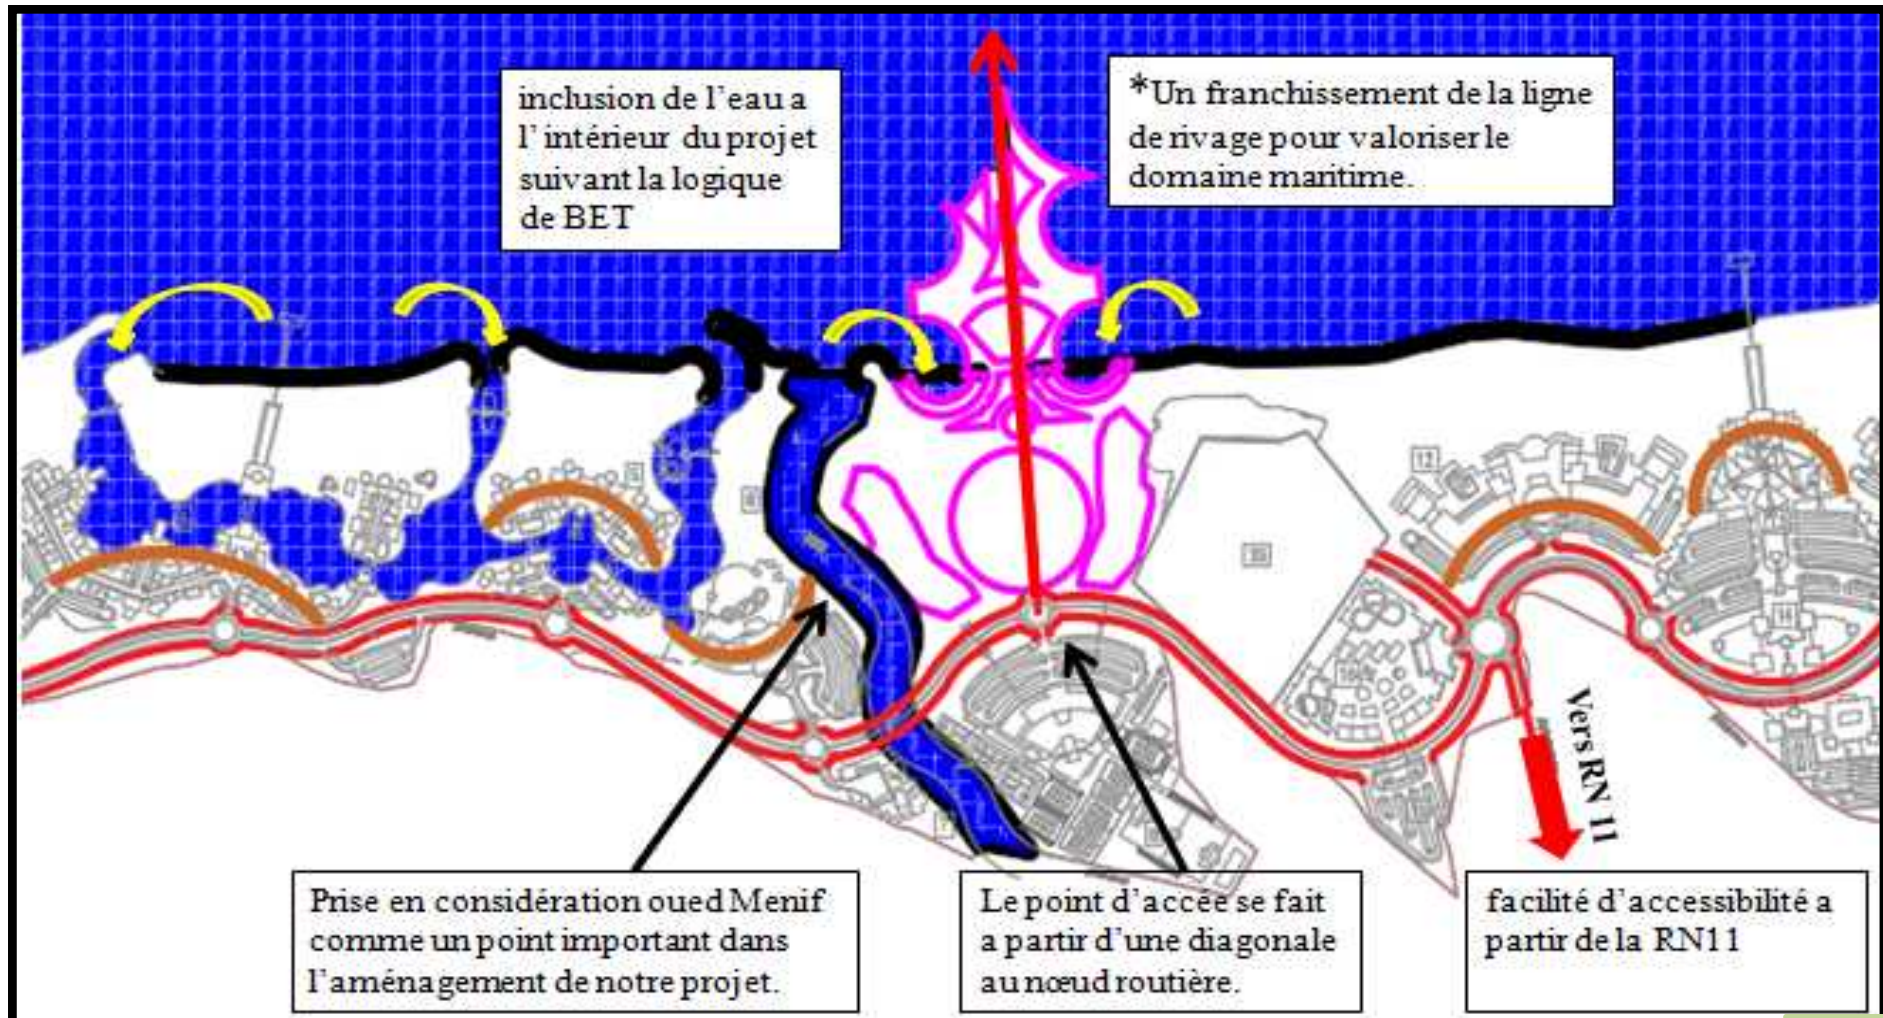 inclusion de l'eau a
l'intérieur du projet
suivant la logique
de BET
*Un franchissement de la ligne
de rivage pour valoriser le
domaine maritime.
12
Vers RN 11
Prise en considération oued Menif
comme un point important dans
l'aménagement de notre projet.
Le point d'accée se fait
a partir d'une diagonale
au nœud routière.
facilité d'accessibilité a
partir de la RN11